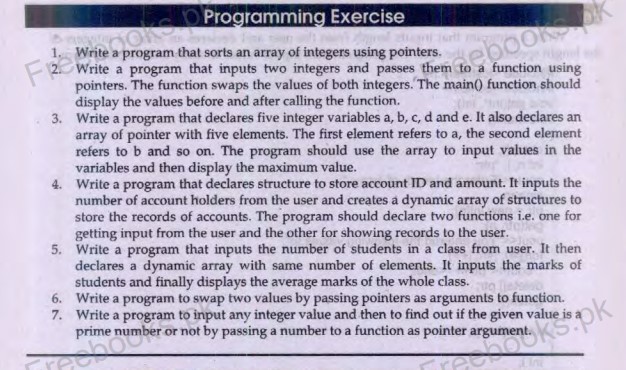 Programming Exercise
1. Write a program that sorts an array of integers using pointers.
2. Write a program that inputs two integers and passes them to a function using
pointers. The function swaps the values of both integers. The main() function should
display the values before and after calling the function.
3. Write a program that declares five integer variables a, b, c, d and e. It also declares an
array of pointer with five elements. The first element refers to a, the second element
refers to b and so on. The program should use the array to input values in the
variables and then display the maximum value.
4. Write a program that declares structure to store account ID and amount. It inputs the
number of account holders from the user and creates a dynamic array of structures to
store the records of accounts. The program should declare two functions i.e. one for
getting input from the user and the other for showing records to the user.
5. Write a program that inputs the number of students in a class from user. It then
declares a dynamic array with same number of elements. It inputs the marks of
students and finally displays the average marks of the whole class.
6. Write a program to swap two values by passing pointers as arguments to function.
7. Write a program to input any integer value and then to find out if the given value is a
prime number or not by passing a number to a function as pointer argument.